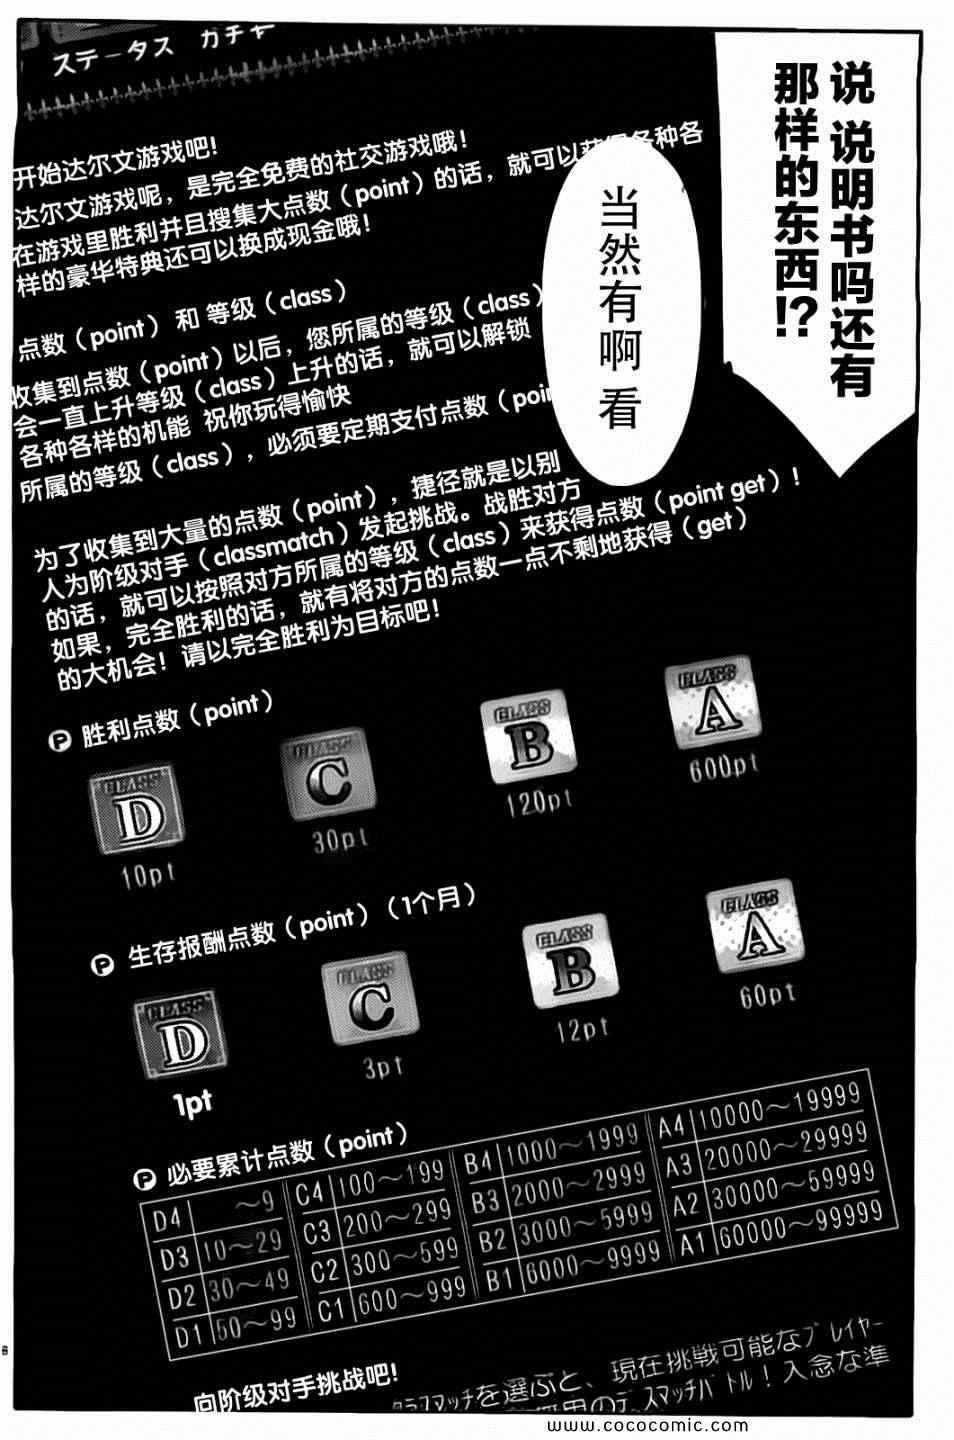 说 说明书吗还有
那样的东西!?
当然有啊 看
ステータス ガチャ
开始达尔文游戏吧!
达尔文游戏呢，是完全免费的社交游戏哦!
在游戏里胜利并且搜集大点数（point）的话，就可以获得各种各
样的豪华特典还可以换成现金哦!
点数（point） 和 等级（class）
收集到点数（point）以后，您所属的等级（class）
会一直上升等级（class）上升的话，就可以解锁
各种各样的机能 祝你玩得愉快
所属的等级（class），必须要定期支付点数（poin
为了收集到大量的点数（point），捷径就是以别
人为阶级对手（classmatch）发起挑战。战胜对方
的话，就可以按照对方所属的等级（class）来获得点数（point get）!
如果，完全胜利的话，就有将对方的点数一点不剩地获得（get）
的大机会! 请以完全胜利为目标吧!
P 胜利点数（point）
CLASS D CLASS C CLASS B CLASS A
10pt 30pt 120pt 600pt
P 生存报酬点数（point）（1个月）
CLASS D CLASS C CLASS B CLASS A
1pt 3pt 12pt 60pt
P 必要累计点数（point）
D4 ～9 C4 100～199 B4 1000～1999 A4 10000～19999
D3 10～29 C3 200～299 B3 2000～2999 A3 20000～29999
D2 30～49 C2 300～599 B2 3000～5999 A2 30000～59999
D1 50～99 C1 600～999 B1 6000～9999 A1 60000～99999
向阶级对手挑战吧!
クラスマッチを選ぶと、現在挑戦可能なプレイヤー
用のデスマッチバトル！入念な準
www.cococomic.com